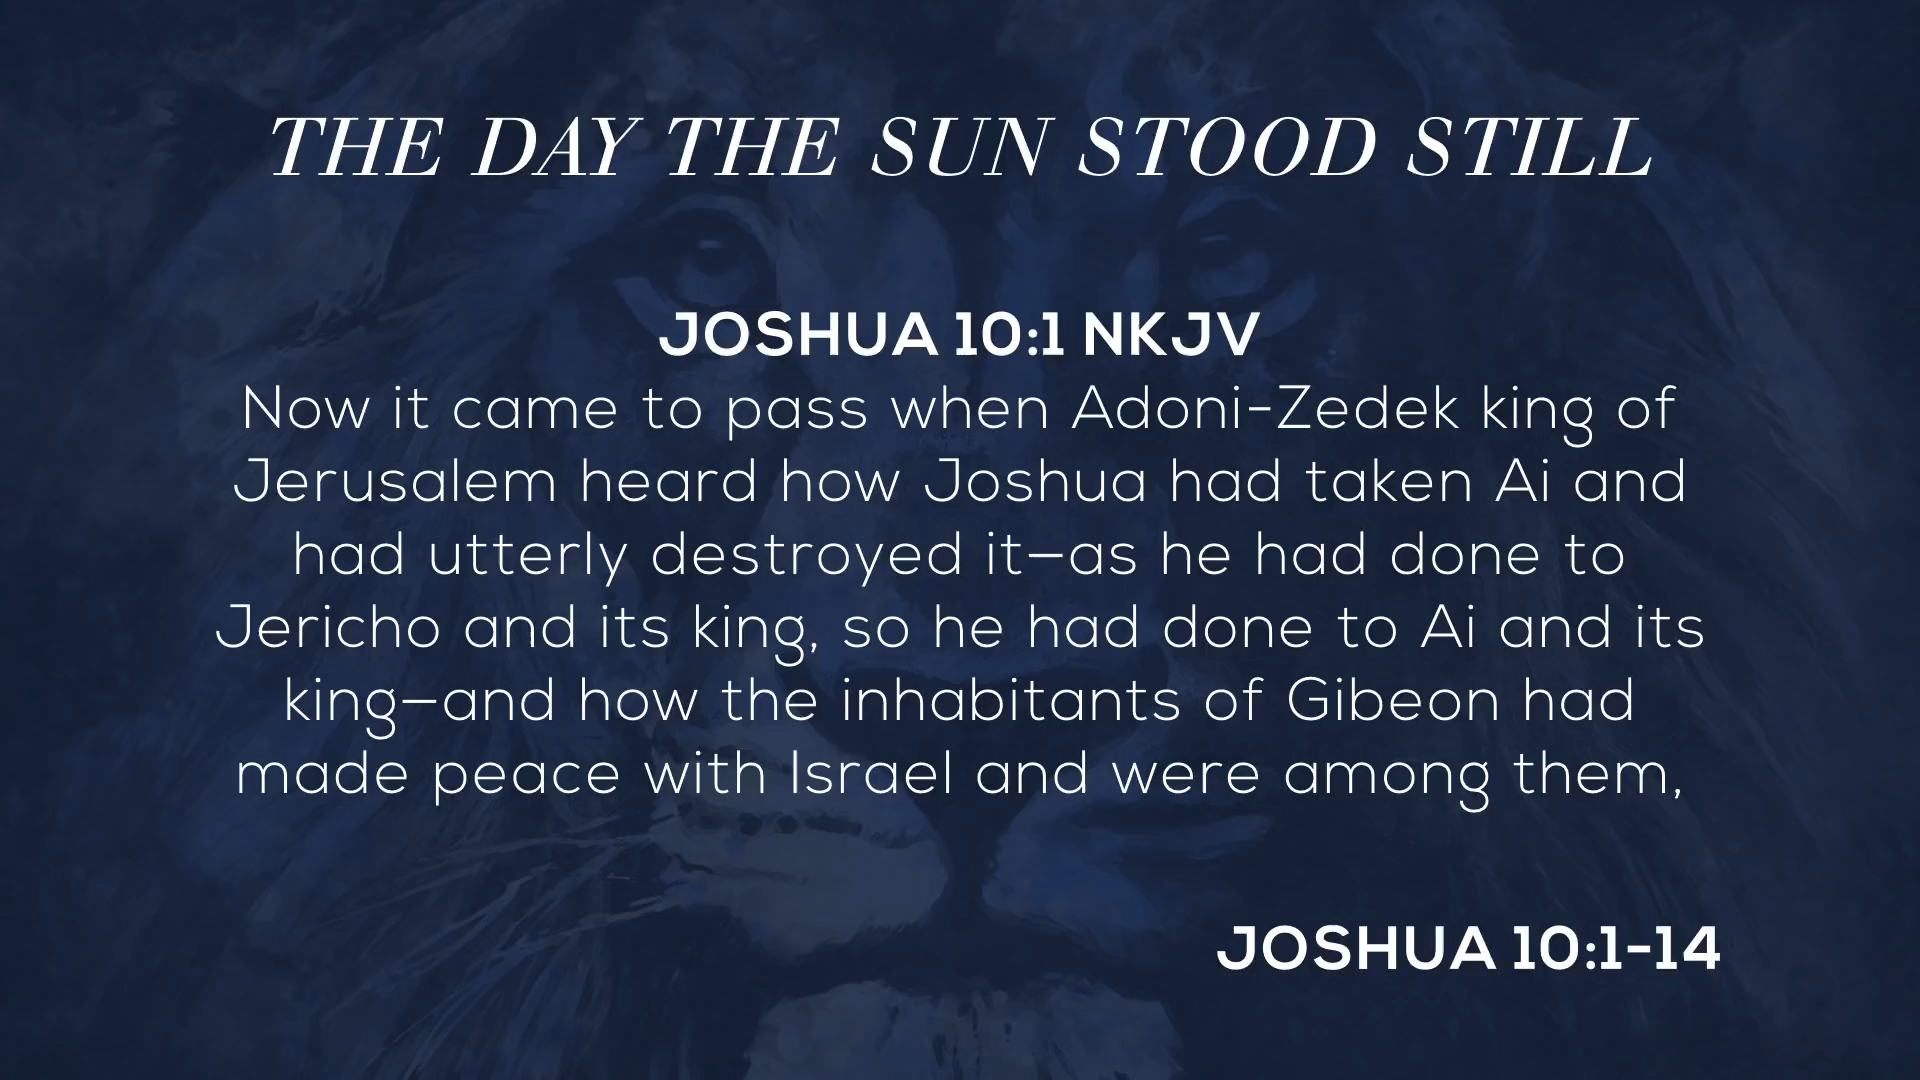 THE DAY THE SUN STOOD STILL
JOSHUA 10:1 NKJV
Now it came to pass when Adoni-Zedek king of
Jerusalem heard how Joshua had taken Ai and
had utterly destroyed it—as he had done to
Jericho and its king, so he had done to Ai and its
king—and how the inhabitants of Gibeon had
made peace with Israel and were among them,
JOSHUA 10:1-14